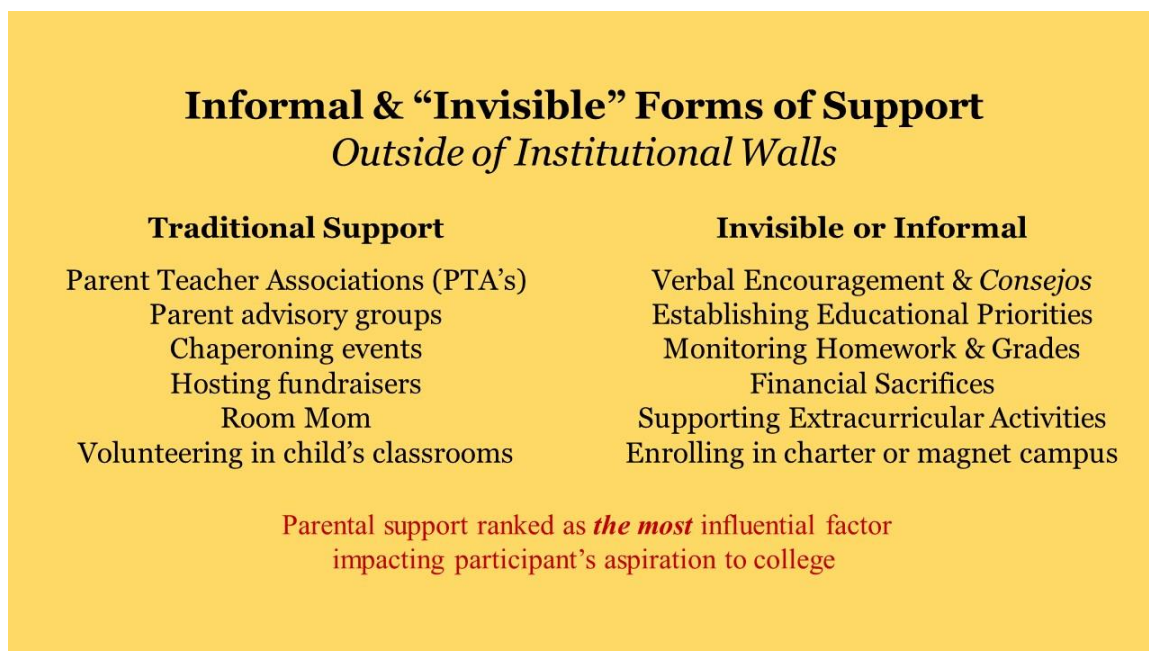 Informal & “Invisible” Forms of Support
Outside of Institutional Walls
Traditional Support
Parent Teacher Associations (PTA’s)
Parent advisory groups
Chaperoning events
Hosting fundraisers
Room Mom
Volunteering in child’s classrooms
Invisible or Informal
Verbal Encouragement & Consejos
Establishing Educational Priorities
Monitoring Homework & Grades
Financial Sacrifices
Supporting Extracurricular Activities
Enrolling in charter or magnet campus
Parental support ranked as the most influential factor
impacting participant’s aspiration to college